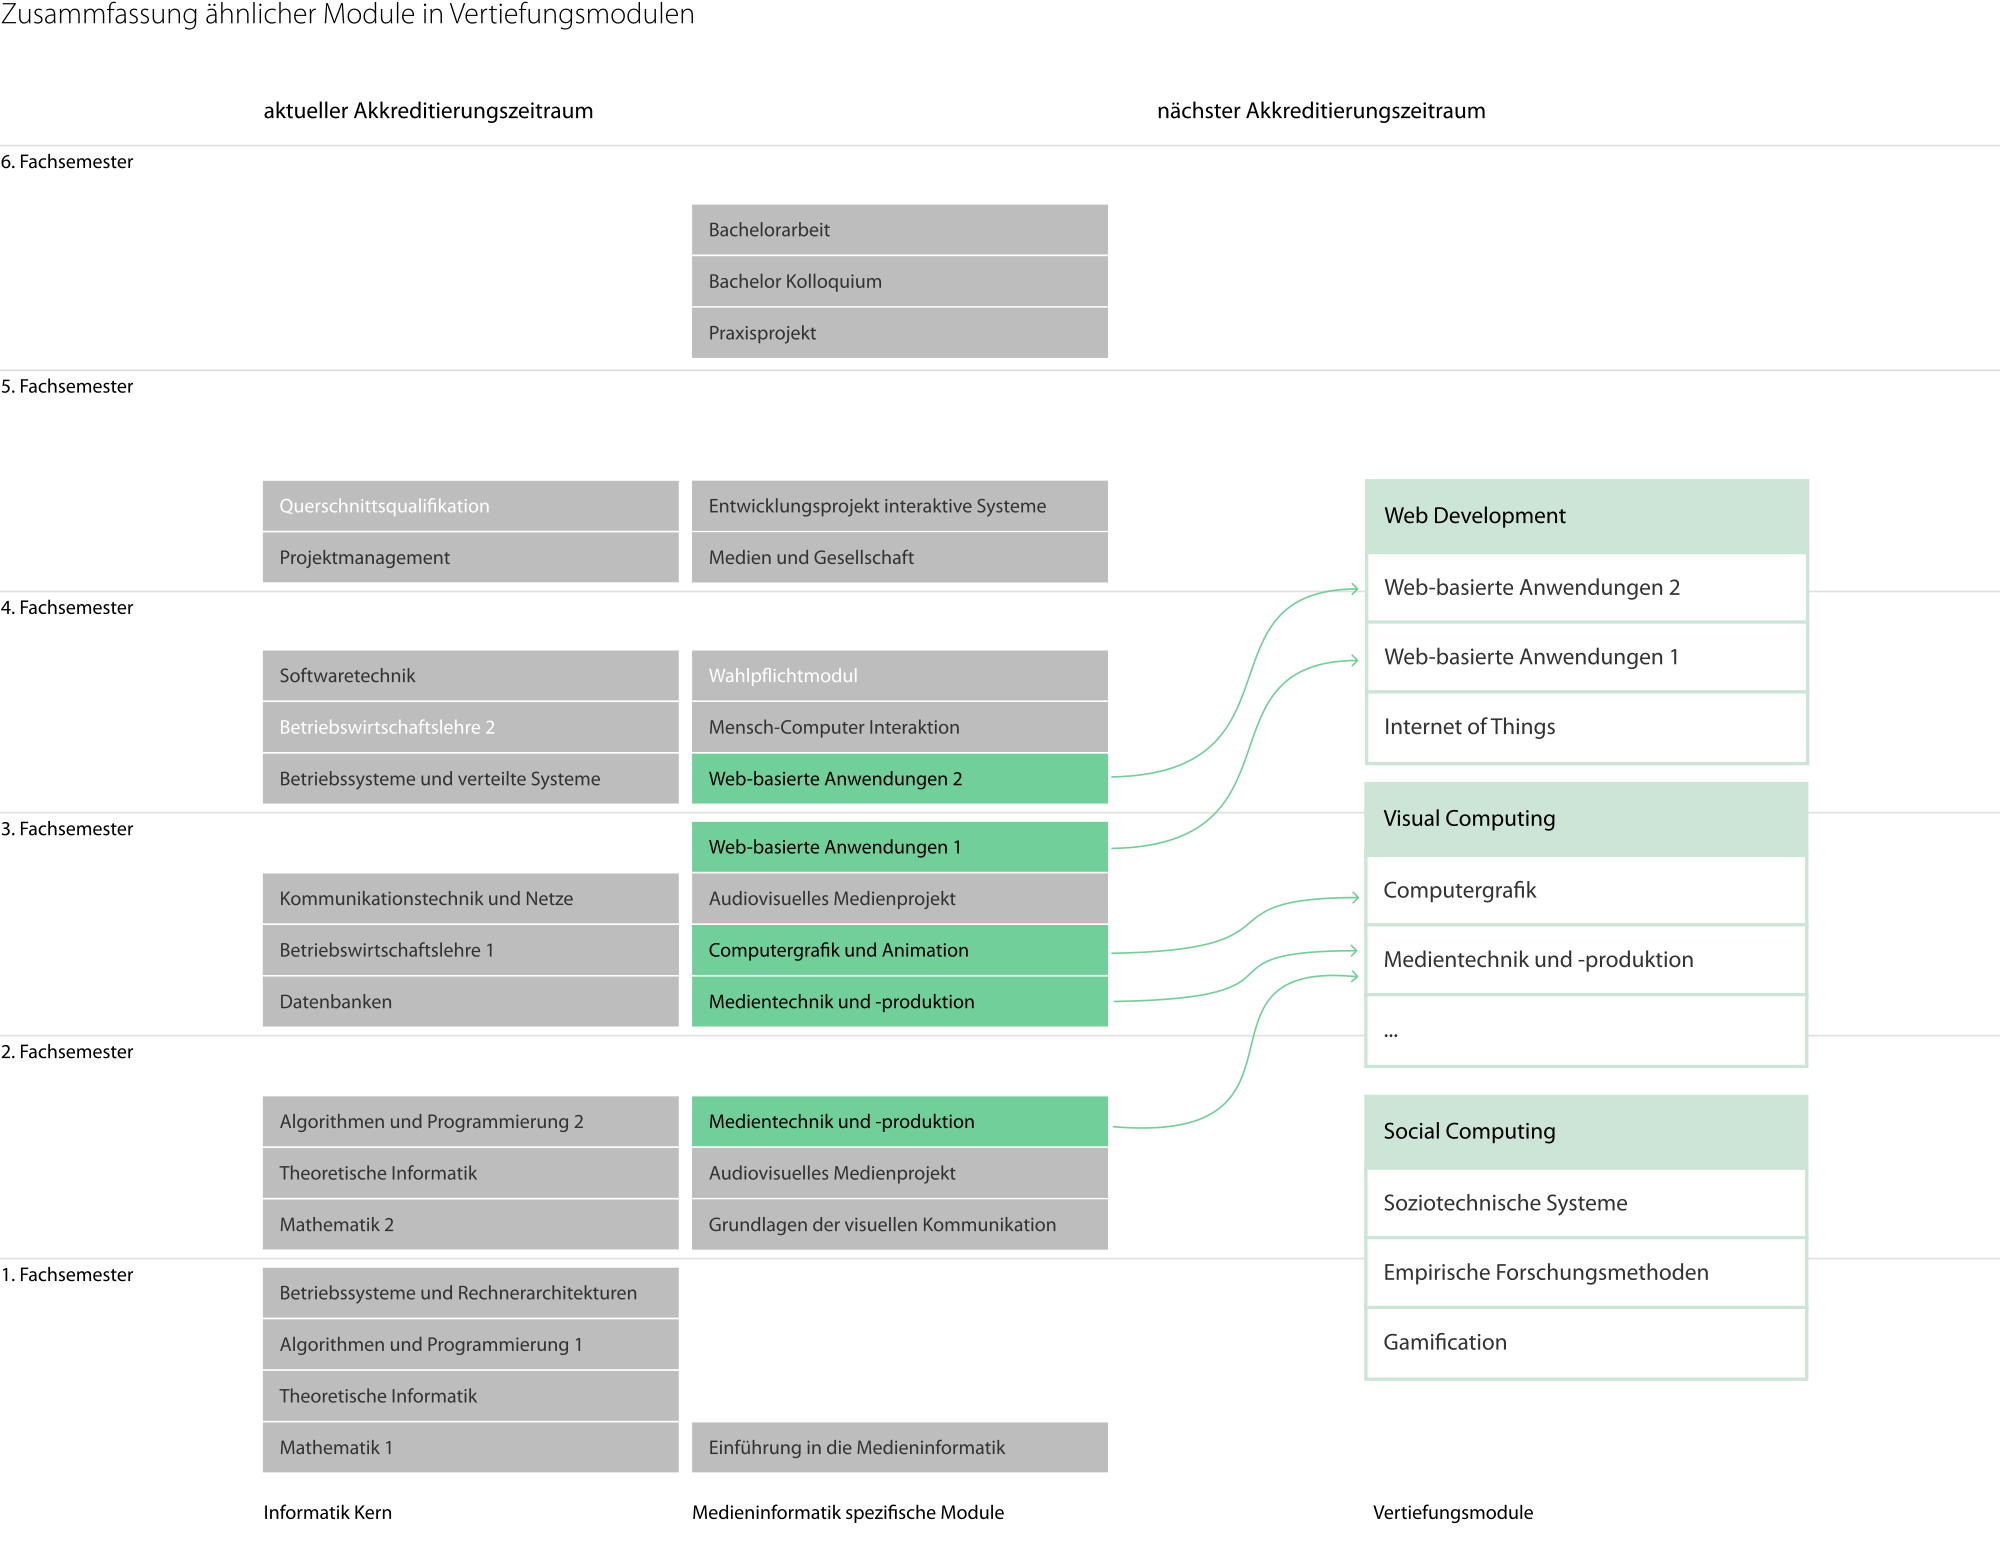 Zusammfassung ähnlicher Module in Vertiefungsmodulen
aktueller Akkreditierungszeitraum
nächster Akkreditierungszeitraum
6. Fachsemester
Bachelorarbeit
Bachelor Kolloquium
Praxisprojekt
5. Fachsemester
Querschnittsqualifikation
Projektmanagement
Entwicklungsprojekt interaktive Systeme
Medien und Gesellschaft
4. Fachsemester
Softwaretechnik
Betriebswirtschaftslehre 2
Betriebssysteme und verteilte Systeme
Wahlpflichtmodul
Mensch-Computer Interaktion
Web-basierte Anwendungen 2
3. Fachsemester
Kommunikationstechnik und Netze
Betriebswirtschaftslehre 1
Datenbanken
Web-basierte Anwendungen 1
Audiovisuelles Medienprojekt
Computergrafik und Animation
Medientechnik und -produktion
2. Fachsemester
Algorithmen und Programmierung 2
Theoretische Informatik
Mathematik 2
Medientechnik und -produktion
Audiovisuelles Medienprojekt
Grundlagen der visuellen Kommunikation
1. Fachsemester
Betriebssysteme und Rechnerarchitekturen
Algorithmen und Programmierung 1
Theoretische Informatik
Mathematik 1
Einführung in die Medieninformatik
Web Development
Web-basierte Anwendungen 2
Web-basierte Anwendungen 1
Internet of Things
Visual Computing
Computergrafik
Medientechnik und -produktion
...
Social Computing
Soziotechnische Systeme
Empirische Forschungsmethoden
Gamification
Informatik Kern
Medieninformatik spezifische Module
Vertiefungsmodule